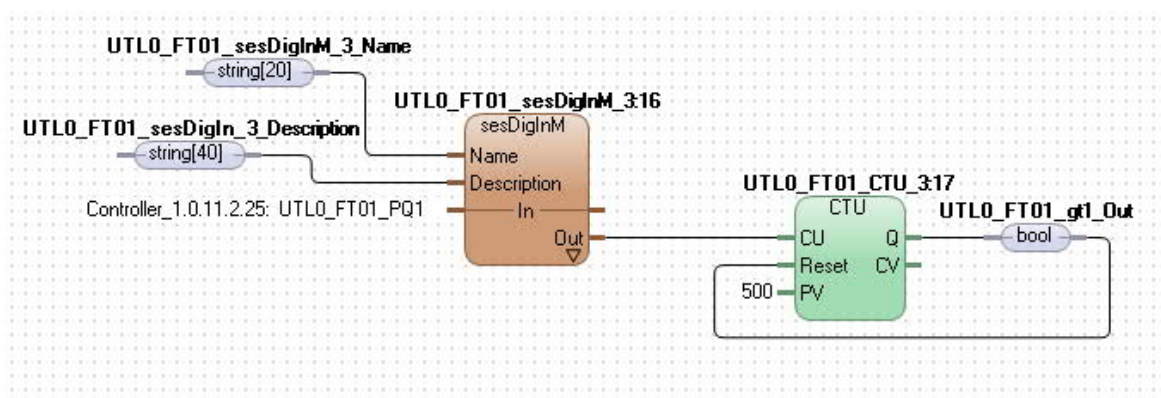 UTL0_FT01_sesDigInM_3_Name
string[20]
UTL0_FT01_sesDigInM_3:16
sesDigInM
UTL0_FT01_sesDigIn_3_Description
string[40]
Name
Description
Controller_1.0.11.2.25: UTL0_FT01_PQ1
In
Out
UTL0_FT01_CTU_3:17
CTU
UTL0_FT01_gt1_Out
CU Q
bool
Reset CV
500 PV